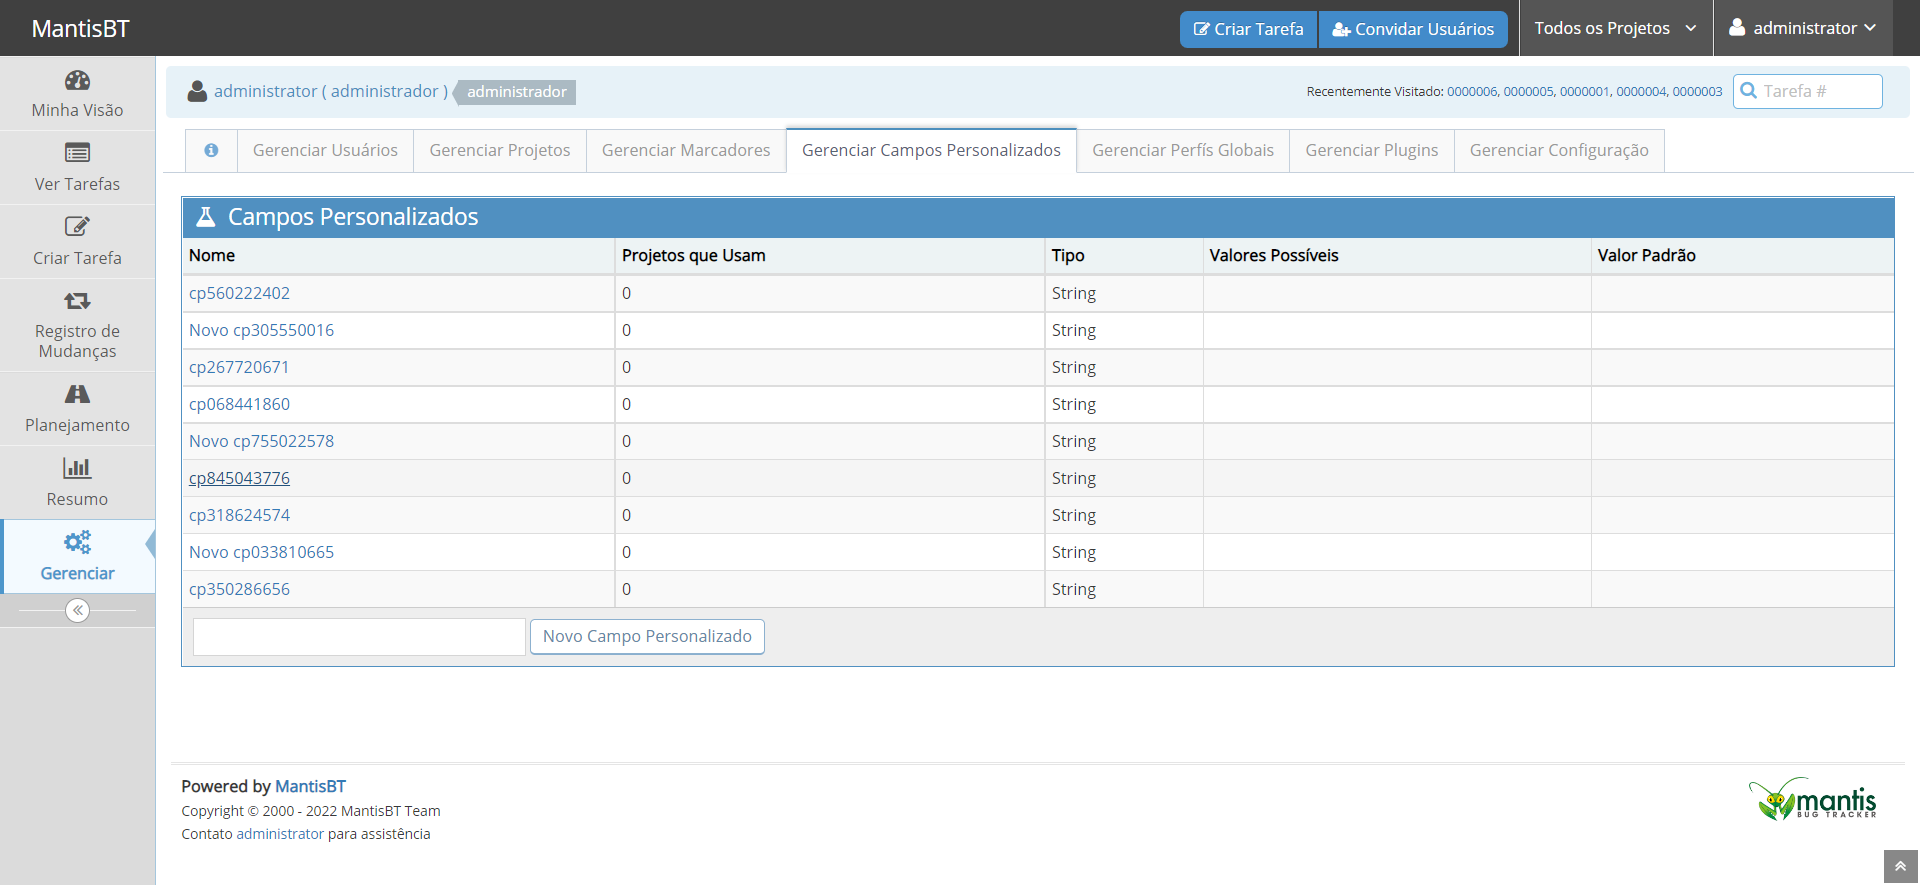 MantisBT
Criar Tarefa
Convidar Usuários
Todos os Projetos
administrator
Minha Visão
Ver Tarefas
Criar Tarefa
Registro de
Mudanças
Planejamento
Resumo
Gerenciar
administrator ( administrador )
administrador
Recentemente Visitado: 0000006, 0000005, 0000001, 0000004, 0000003
Tarefa #
Gerenciar Usuários
Gerenciar Projetos
Gerenciar Marcadores
Gerenciar Campos Personalizados
Gerenciar Perfís Globais
Gerenciar Plugins
Gerenciar Configuração
Campos Personalizados
Nome Projetos que Usam Tipo Valores Possíveis Valor Padrão
cp560222402 0 String
Novo cp305550016 0 String
cp267720671 0 String
cp068441860 0 String
Novo cp755022578 0 String
cp845043776 0 String
cp318624574 0 String
Novo cp033810665 0 String
cp350286656 0 String
Novo Campo Personalizado
Powered by MantisBT
Copyright © 2000 - 2022 MantisBT Team
Contato administrator para assistência
mantis
BUG TRACKER